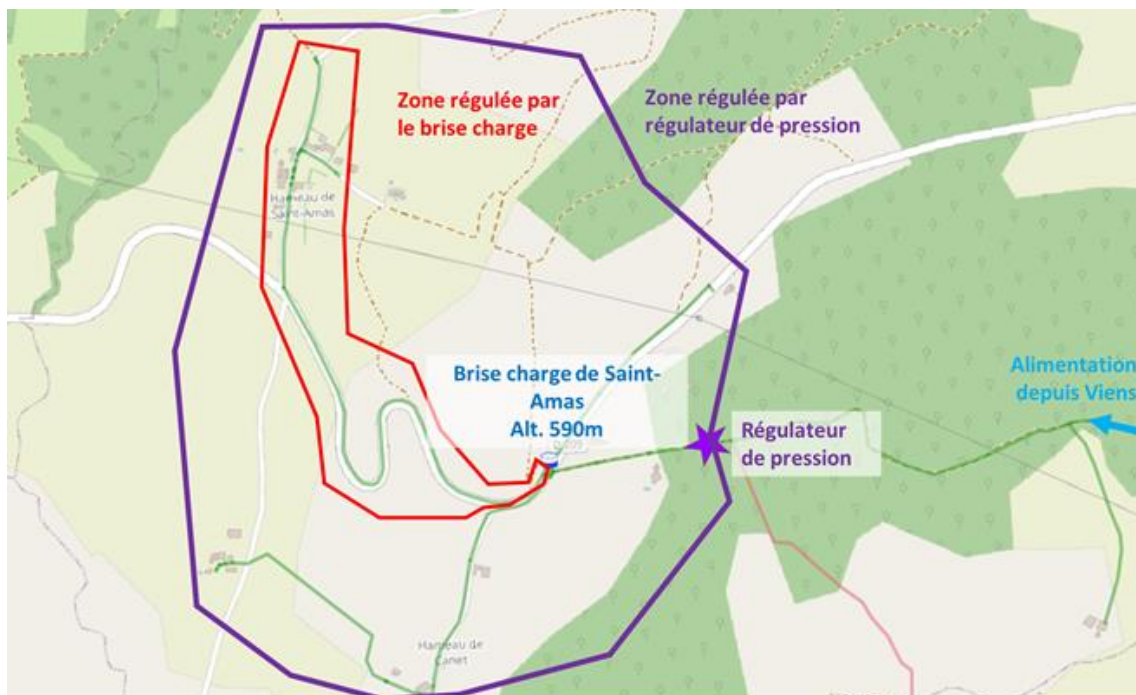 Zone régulée par
le brise charge
Zone régulée par
régulateur de pression
Hameau de
Saint-Amas
Brise charge de Saint-
Amas
Alt. 590m
Alimentation
depuis Viens
Régulateur
de pression
Hameau de
Canet